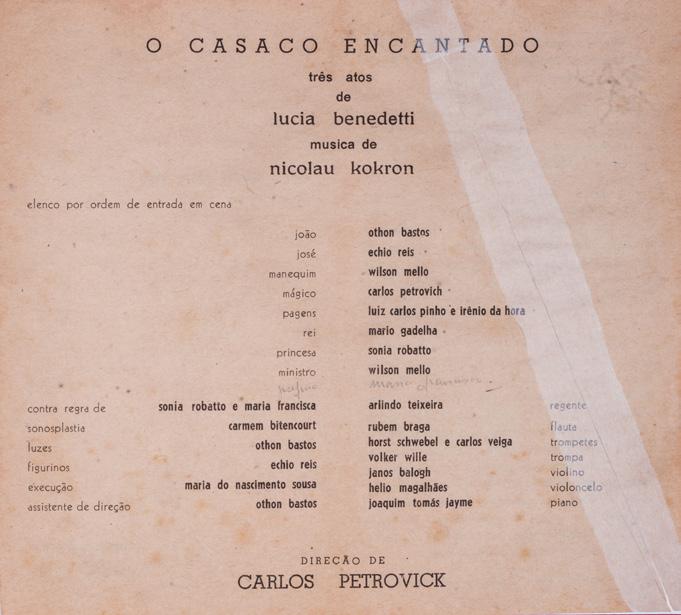 O CASACO ENCANTADO
três atos
de
lucia benedetti
musica de
nicolau kokron
elenco por ordem de entrada em cena
joão othon bastos
josé echio reis
manequim wilson mello
mágico carlos petrovich
pagens luiz carlos pinho e irênio da hora
rei mario gadelha
princesa sonia robatto
ministro wilson mello
contra regra de sonia robatto e maria francisca arlindo teixeira regente
sonosplastia carmem bitencourt rubem braga flauta
luzes othon bastos horst schwebel e carlos veiga trompetes
figurinos echio reis volker wille trompa
execução maria do nascimento sousa janos balogh violino
assistente de direção othon bastos helio magalhães violoncelo
joaquim tomás jayme piano
DIREÇÃO DE
CARLOS PETROVICK